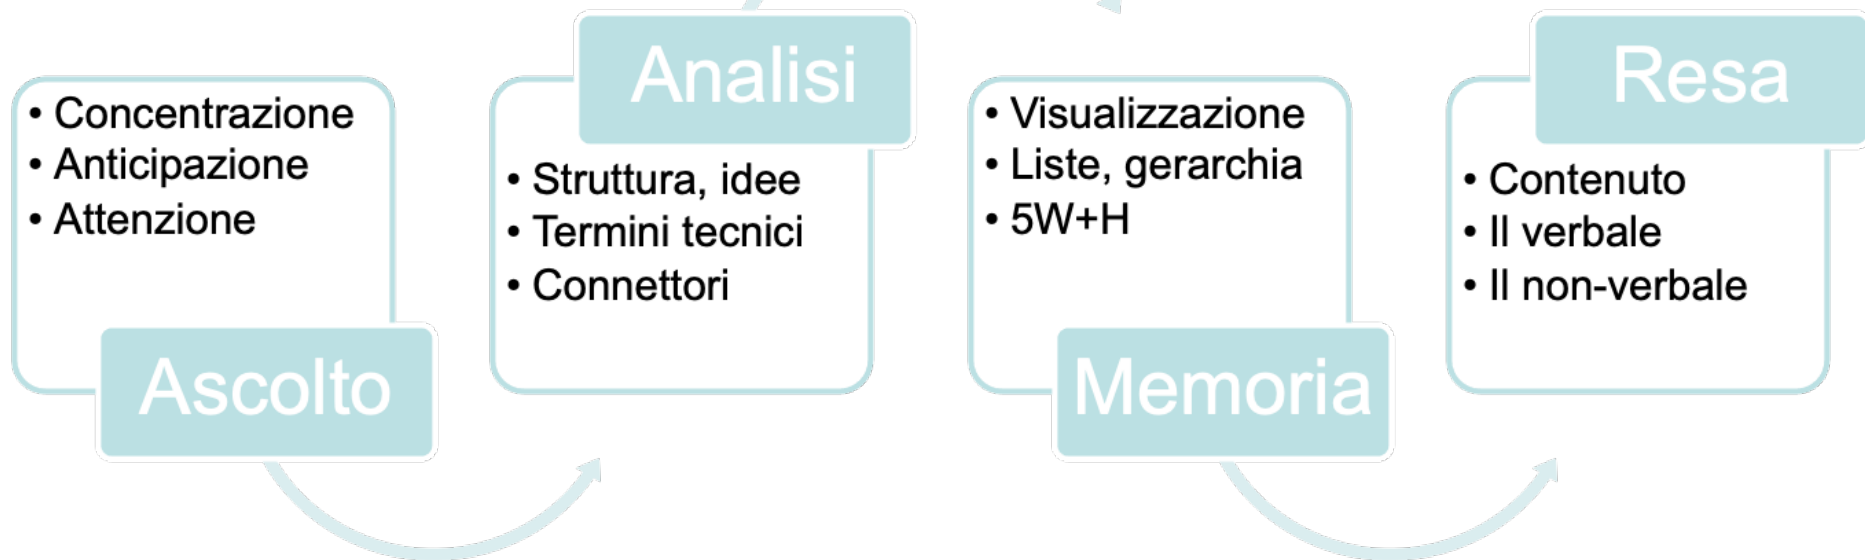 • Concentrazione
• Anticipazione
• Attenzione
Ascolto
Analisi
• Struttura, idee
• Termini tecnici
• Connettori
• Visualizzazione
• Liste, gerarchia
• 5W+H
Memoria
Resa
• Contenuto
• Il verbale
• Il non-verbale